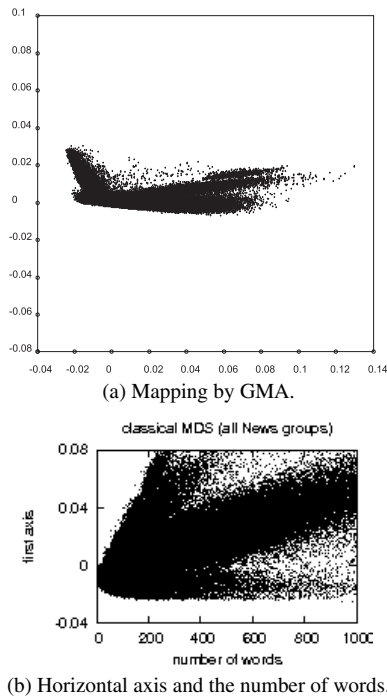 0.1
0.08
0.06
0.04
0.02
0
-0.02
-0.04
-0.06
-0.08
-0.04 -0.02 0 0.02 0.04 0.06 0.08 0.1 0.12 0.14
(a) Mapping by GMA.
classical MDS (all News groups)
0.08
0.04
0
-0.04
first axis
0 200 400 600 800 1000
number of words
(b) Horizontal axis and the number of words